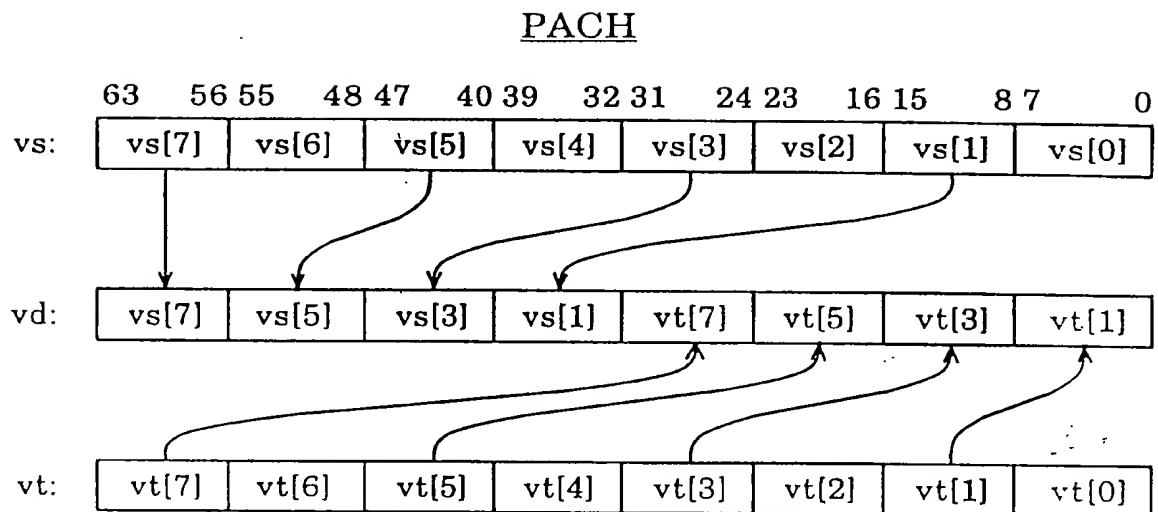 PACH
63 56 55 48 47 40 39 32 31 24 23 16 15 8 7 0
vs: vs[7] vs[6] vs[5] vs[4] vs[3] vs[2] vs[1] vs[0]
vd: vs[7] vs[5] vs[3] vs[1] vt[7] vt[5] vt[3] vt[1]
vt: vt[7] vt[6] vt[5] vt[4] vt[3] vt[2] vt[1] vt[0]